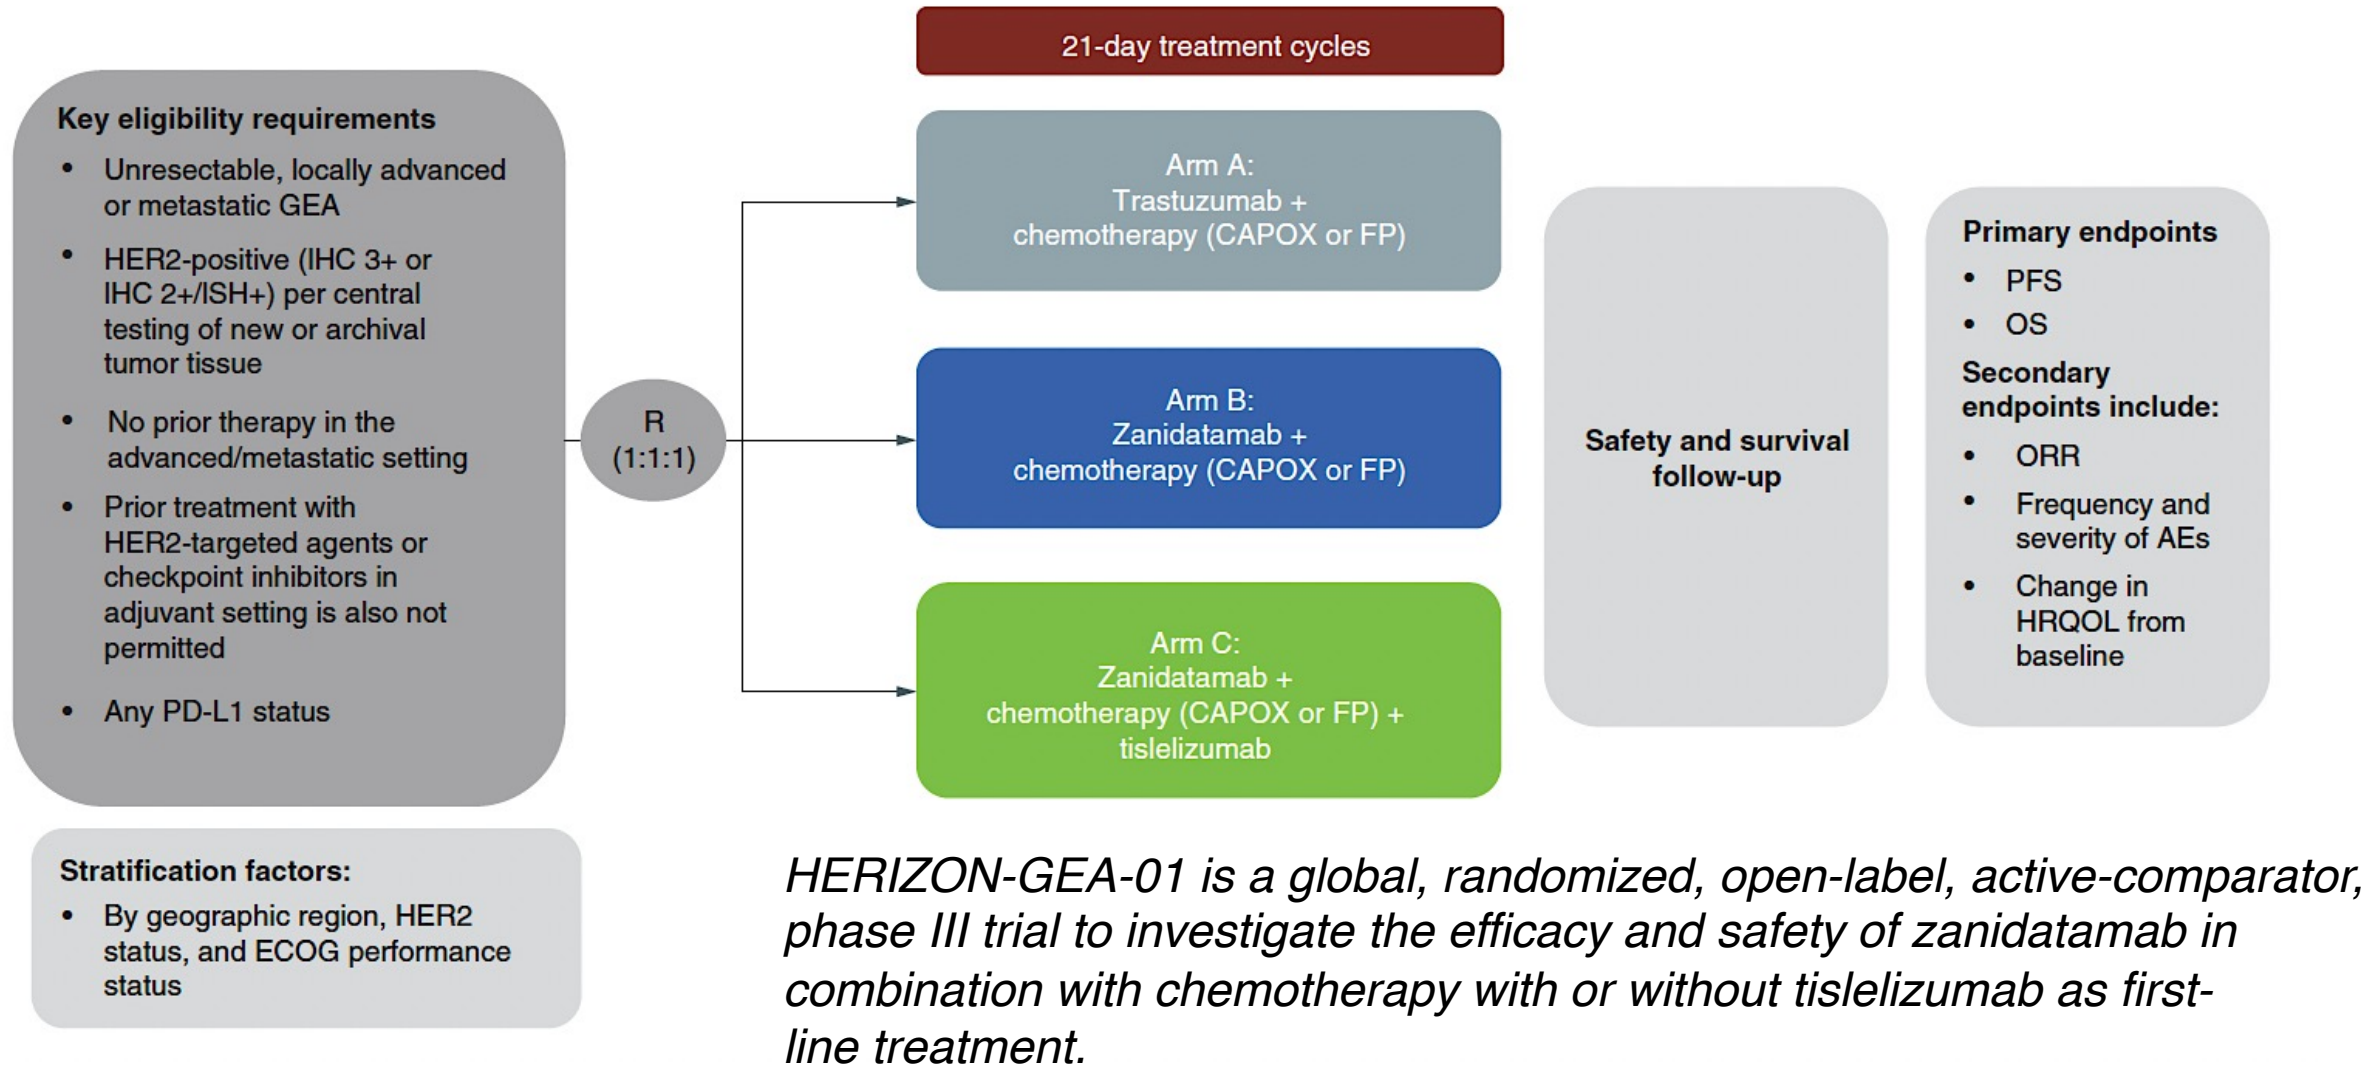 21-day treatment cycles
Key eligibility requirements
• Unresectable, locally advanced
or metastatic GEA
• HER2-positive (IHC 3+ or
IHC 2+/ISH+) per central
testing of new or archival
tumor tissue
• No prior therapy in the
advanced/metastatic setting
• Prior treatment with
HER2-targeted agents or
checkpoint inhibitors in
adjuvant setting is also not
permitted
• Any PD-L1 status
Stratification factors:
• By geographic region, HER2
status, and ECOG performance
status
R
(1:1:1)
Arm A:
Trastuzumab +
chemotherapy (CAPOX or FP)
Arm B:
Zanidatamab +
chemotherapy (CAPOX or FP)
Arm C:
Zanidatamab +
chemotherapy (CAPOX or FP) +
tislelizumab
Safety and survival
follow-up
Primary endpoints
• PFS
• OS
Secondary
endpoints include:
• ORR
• Frequency and
severity of AEs
• Change in
HRQOL from
baseline
HERIZON-GEA-01 is a global, randomized, open-label, active-comparator,
phase III trial to investigate the efficacy and safety of zanidatamab in
combination with chemotherapy with or without tislelizumab as first-
line treatment.